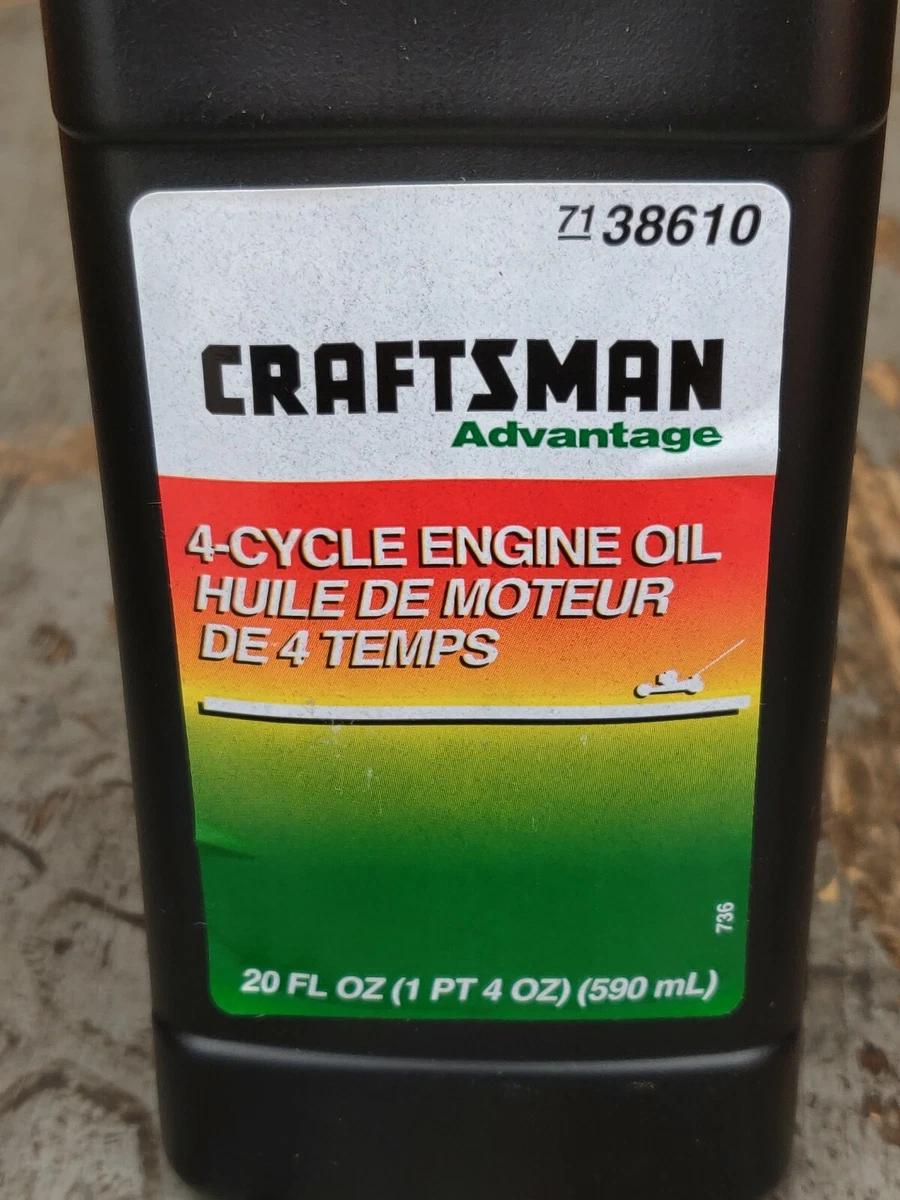 71 38610
CRAFTSMAN
Advantage
4-CYCLE ENGINE OIL
HUILE DE MOTEUR
DE 4 TEMPS
736
20 FL OZ (1 PT 4 OZ) (590 mL)